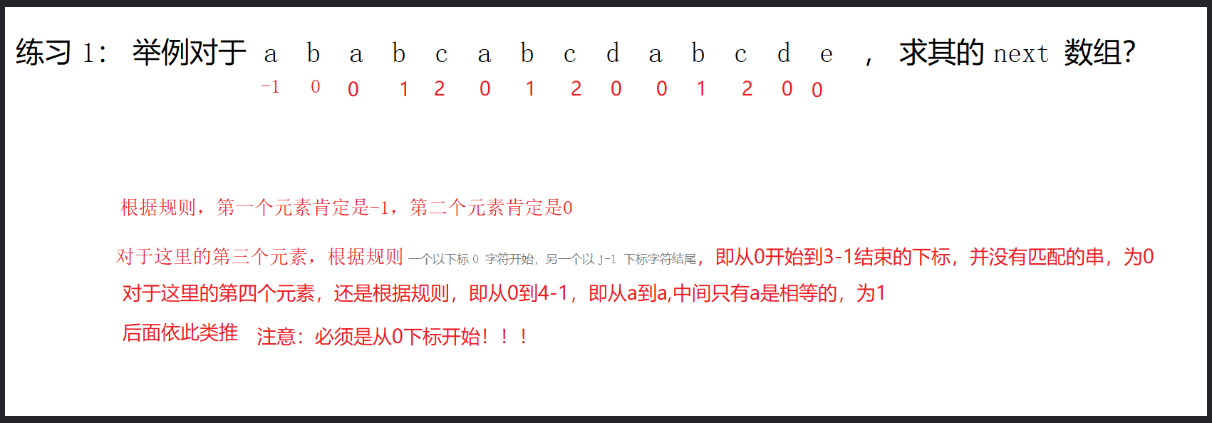 练习 1： 举例对于 a b a b c a b c d a b c d e ， 求其的 next 数组？
-1 0 0 1 2 0 1 2 0 0 1 2 0 0
根据规则，第一个元素肯定是-1，第二个元素肯定是0
对于这里的第三个元素，根据规则 一个以下标 0 字符开始，另一个以 j-1 下标字符结尾，即从0开始到3-1结束的下标，并没有匹配的串，为0
对于这里的第四个元素，还是根据规则，即从0到4-1，即从a到a,中间只有a是相等的，为1
后面依此类推 注意：必须是从0下标开始！！！